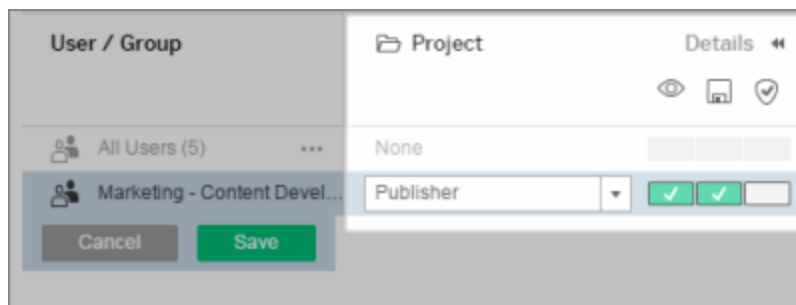 User / Group Project Details
All Users (5) ... None
Marketing - Content Devel... Publisher
Cancel Save